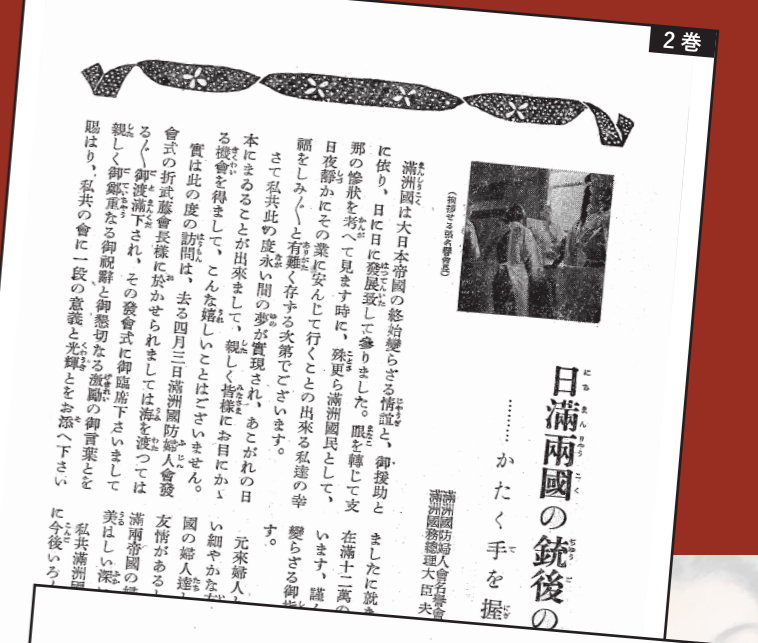 2巻
日滿兩國の銃後の
………かたく手を握
滿洲國防婦人會名譽會
滿洲國務總理大臣夫
(挨拶せる張名譽會長)
滿洲國は大日本帝國の終始變らざる情誼と、御援助と
に依り、日に日に發展致して參りました。眼を轉じて支
那の慘狀を考へて見ます時に、殊更ら滿洲國民として、
日夜靜かにその業に安んじて行くことの出來る私達の幸
福をしみ〲と有難く存する次第でございます。
さて私共此の度永い間の夢が實現され、あこがれの日
本にまゐることが出來まして、親しく皆樣にお目にかゝ
る機會を得まして、こんな嬉しいことはございません。
實は此の度の訪問は、去る四月三日滿洲國防婦人會發
會式の折武藤會長樣に於かせられましては海を渡つては
る〲御渡滿下され、その發會式に御臨席下さいまして
親しく御鄭重なる御祝辭と御懇切なる激勵の御言葉とを
賜はり、私共の會に一段の意義と光輝とをお添へ下さい
ましたに就き
在滿十二萬の
います、謹ん
變らざる御指
す。
元來婦人
い細やかな
國の婦人達
友情がある
滿兩帝國の婦
美はしい深い
私共滿洲國
に今後いろ